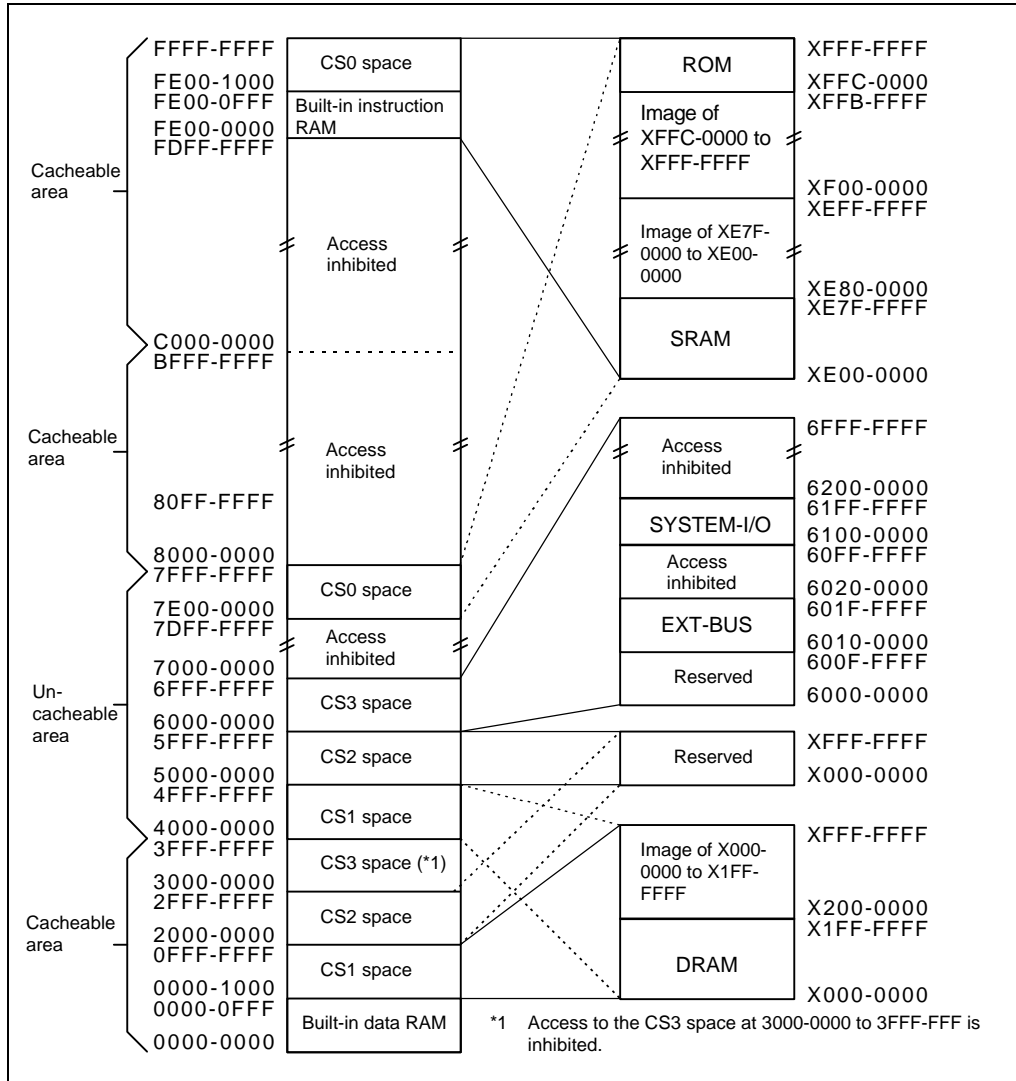 FFFF-FFFF
FE00-1000
FE00-0FFF
FE00-0000
FDFF-FFFF
C000-0000
BFFF-FFFF
80FF-FFFF
8000-0000
7FFF-FFFF
7E00-0000
7DFF-FFFF
7000-0000
6FFF-FFFF
6000-0000
5FFF-FFFF
5000-0000
4FFF-FFFF
4000-0000
3FFF-FFFF
3000-0000
2FFF-FFFF
2000-0000
0FFF-FFFF
0000-1000
0000-0FFF
0000-0000
Cacheable
area
Cacheable
area
Un-
cacheable
area
Cacheable
area
CS0 space
Built-in instruction
RAM
Access
inhibited
Access
inhibited
CS0 space
Access
inhibited
CS3 space
CS2 space
CS1 space
CS3 space (*1)
CS2 space
CS1 space
Built-in data RAM
ROM
Image of
XFFC-0000 to
XFFF-FFFF
Image of XE7F-
0000 to XE00-
0000
SRAM
XFFF-FFFF
XFFC-0000
XFFB-FFFF
XF00-0000
XEFF-FFFF
XE80-0000
XE7F-FFFF
XE00-0000
Access
inhibited
SYSTEM-I/O
Access
inhibited
EXT-BUS
Reserved
6FFF-FFFF
6200-0000
61FF-FFFF
6100-0000
60FF-FFFF
6020-0000
601F-FFFF
6010-0000
600F-FFFF
6000-0000
Reserved
XFFF-FFFF
X000-0000
Image of X000-
0000 to X1FF-
FFFF
DRAM
XFFF-FFFF
X200-0000
X1FF-FFFF
X000-0000
*1 Access to the CS3 space at 3000-0000 to 3FFF-FFF is
inhibited.